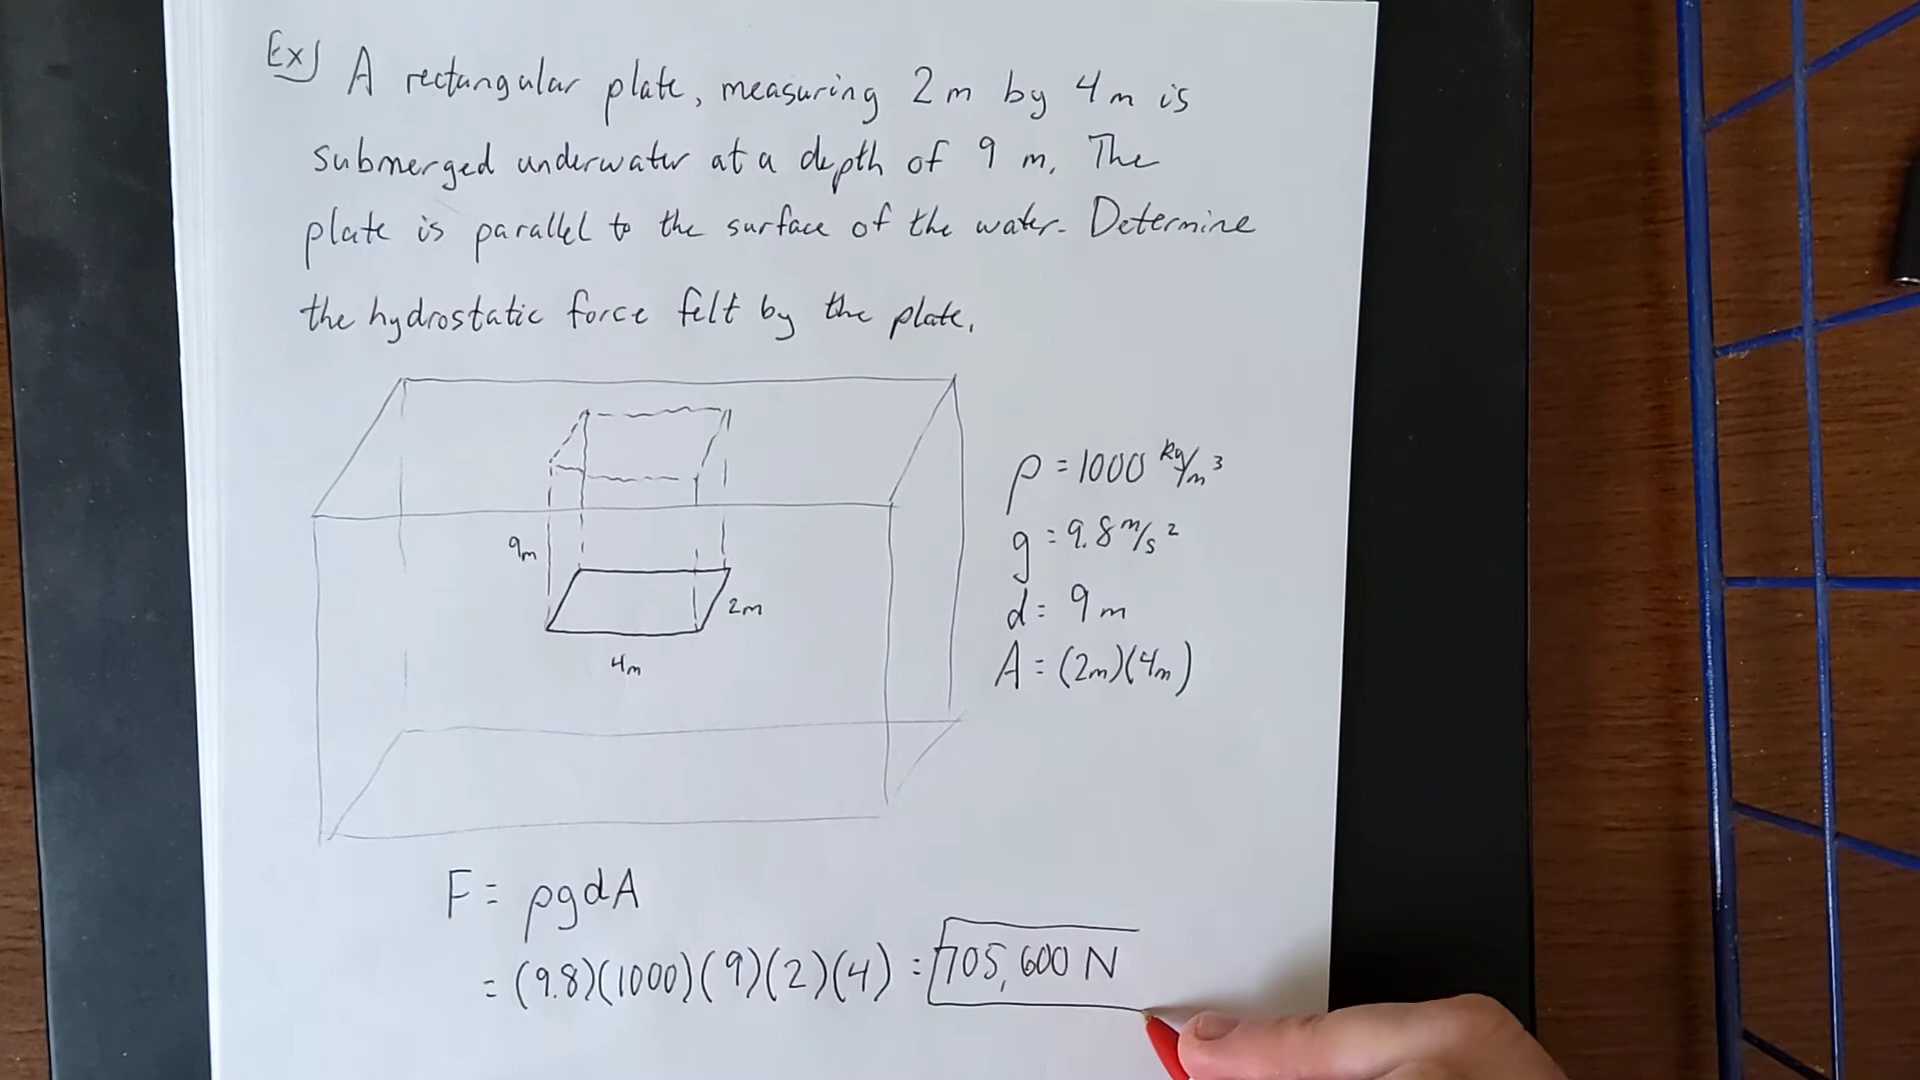 Ex) A rectangular plate, measuring 2m by 4m is
submerged underwater at a depth of 9 m. The
plate is parallel to the surface of the water. Determine
the hydrostatic force felt by the plate.
ρ = 1000 kg/m³
g = 9.8 m/s²
9m
d = 9 m
2m
A = (2m)(4m)
4m
F = ρgdA
= (9.8)(1000)(9)(2)(4) = 705,600 N